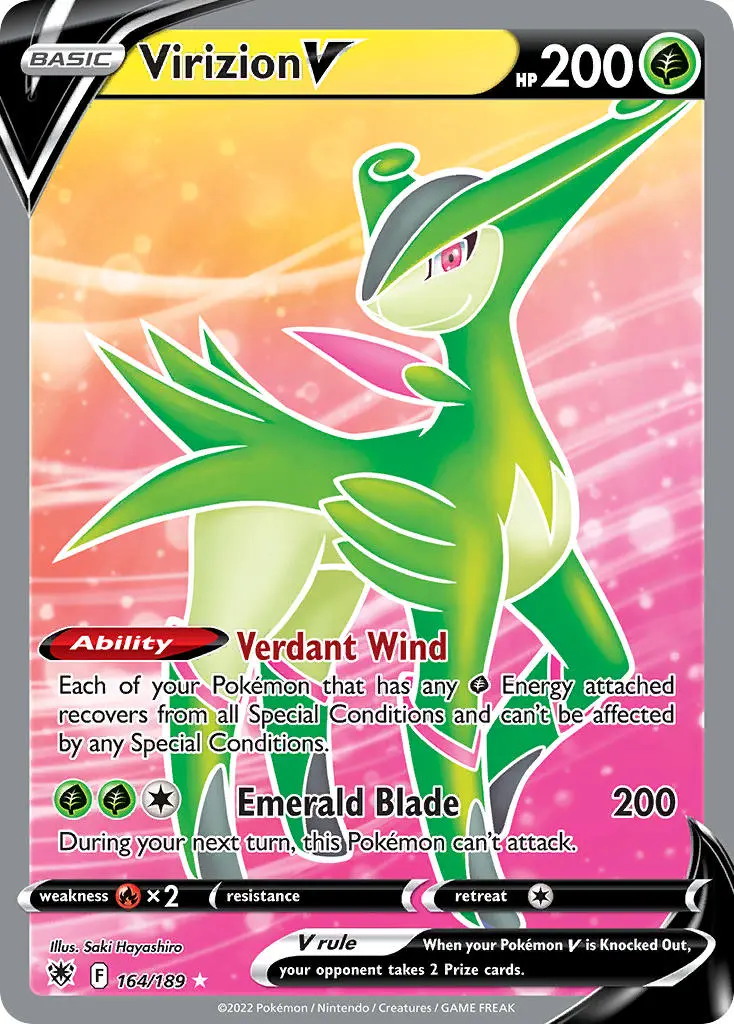 BASIC Virizion V HP 200
Ability Verdant Wind
Each of your Pokémon that has any Energy attached
recovers from all Special Conditions and can't be affected
by any Special Conditions.
Emerald Blade 200
During your next turn, this Pokémon can't attack.
weakness ×2 resistance retreat
Illus. Saki Hayashiro
V rule When your Pokémon V is Knocked Out,
your opponent takes 2 Prize cards.
F 164/189 ★
©2022 Pokémon / Nintendo / Creatures / GAME FREAK